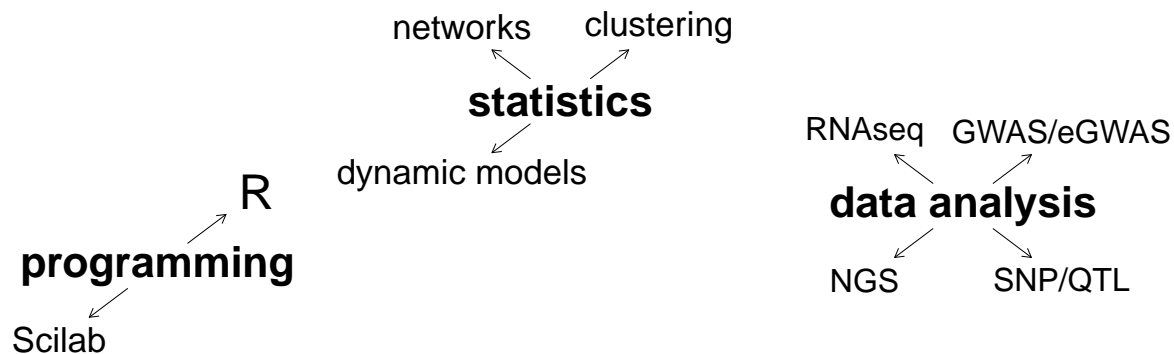 networks clustering
statistics
dynamic models
RNAseq GWAS/eGWAS
data analysis
NGS SNP/QTL
R
programming
Scilab